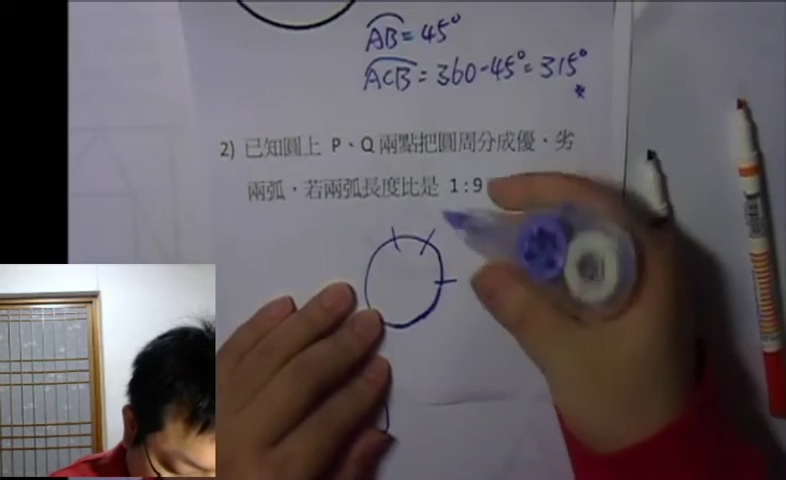 AB = 45°
ACB = 360-45° = 315°
2) 已知圓上 P、Q 兩點把圓周分成優、劣
兩弧，若兩弧長度比是 1:9